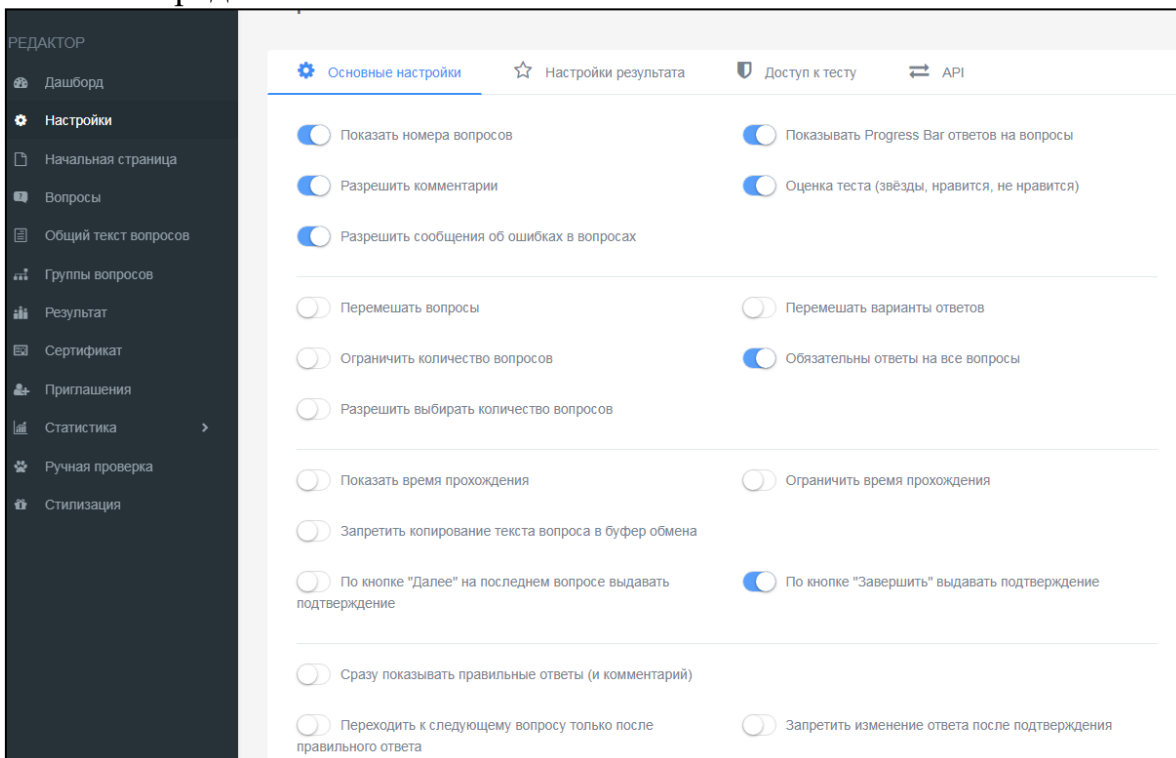 РЕДАКТОР
Дашборд
Настройки
Начальная страница
Вопросы
Общий текст вопросов
Группы вопросов
Результат
Сертификат
Приглашения
Статистика
Ручная проверка
Стилизация
Основные настройки
Настройки результата
Доступ к тесту
API
Показать номера вопросов
Показывать Progress Bar ответов на вопросы
Разрешить комментарии
Оценка теста (звёзды, нравится, не нравится)
Разрешить сообщения об ошибках в вопросах
Перемешать вопросы
Перемешать варианты ответов
Ограничить количество вопросов
Обязательны ответы на все вопросы
Разрешить выбирать количество вопросов
Показать время прохождения
Ограничить время прохождения
Запретить копирование текста вопроса в буфер обмена
По кнопке "Далее" на последнем вопросе выдавать
подтверждение
По кнопке "Завершить" выдавать подтверждение
Сразу показывать правильные ответы (и комментарий)
Переходить к следующему вопросу только после
правильного ответа
Запретить изменение ответа после подтверждения